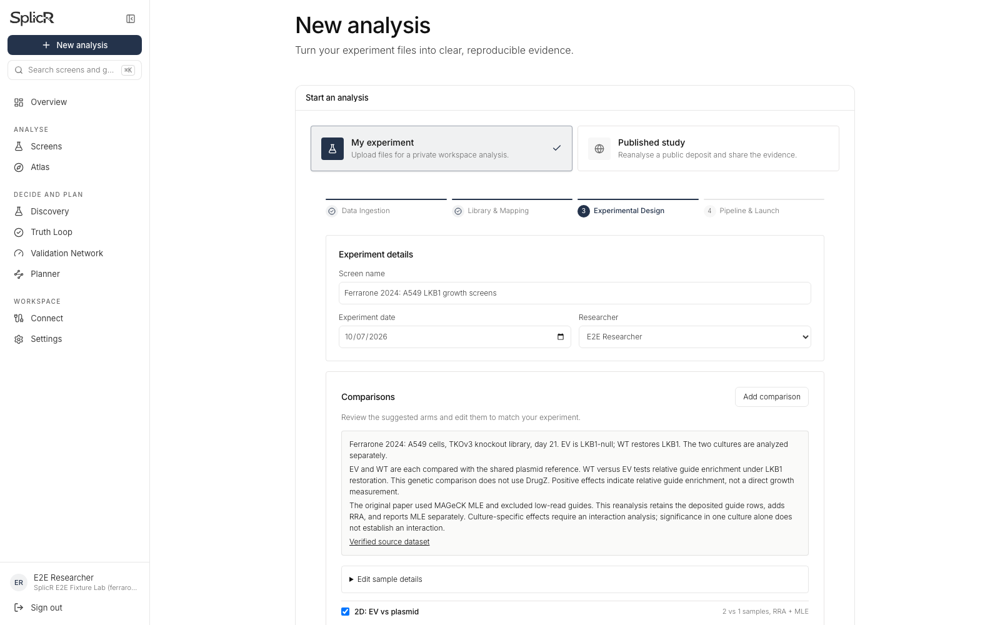 SplicR
New analysis
Search screens and g... ⌘K
Overview
ANALYSE
Screens
Atlas
DECIDE AND PLAN
Discovery
Truth Loop
Validation Network
Planner
WORKSPACE
Connect
Settings
ER
E2E Researcher
SplicR E2E Fixture Lab (ferraro...
Sign out
New analysis
Turn your experiment files into clear, reproducible evidence.
Start an analysis
My experiment
Upload files for a private workspace analysis.
Published study
Reanalyse a public deposit and share the evidence.
Data Ingestion
Library & Mapping
3 Experimental Design
4 Pipeline & Launch
Experiment details
Screen name
Ferrarone 2024: A549 LKB1 growth screens
Experiment date
10/07/2026
Researcher
E2E Researcher
Comparisons
Add comparison
Review the suggested arms and edit them to match your experiment.
Ferrarone 2024: A549 cells, TKOv3 knockout library, day 21. EV is LKB1-null; WT restores LKB1. The two cultures are analyzed
separately.
EV and WT are each compared with the shared plasmid reference. WT versus EV tests relative guide enrichment under LKB1
restoration. This genetic comparison does not use DrugZ. Positive effects indicate relative guide enrichment, not a direct growth
measurement.
The original paper used MAGeCK MLE and excluded low-read guides. This reanalysis retains the deposited guide rows, adds
RRA, and reports MLE separately. Culture-specific effects require an interaction analysis; significance in one culture alone does
not establish an interaction.
Verified source dataset
Edit sample details
2D: EV vs plasmid
2 vs 1 samples, RRA + MLE